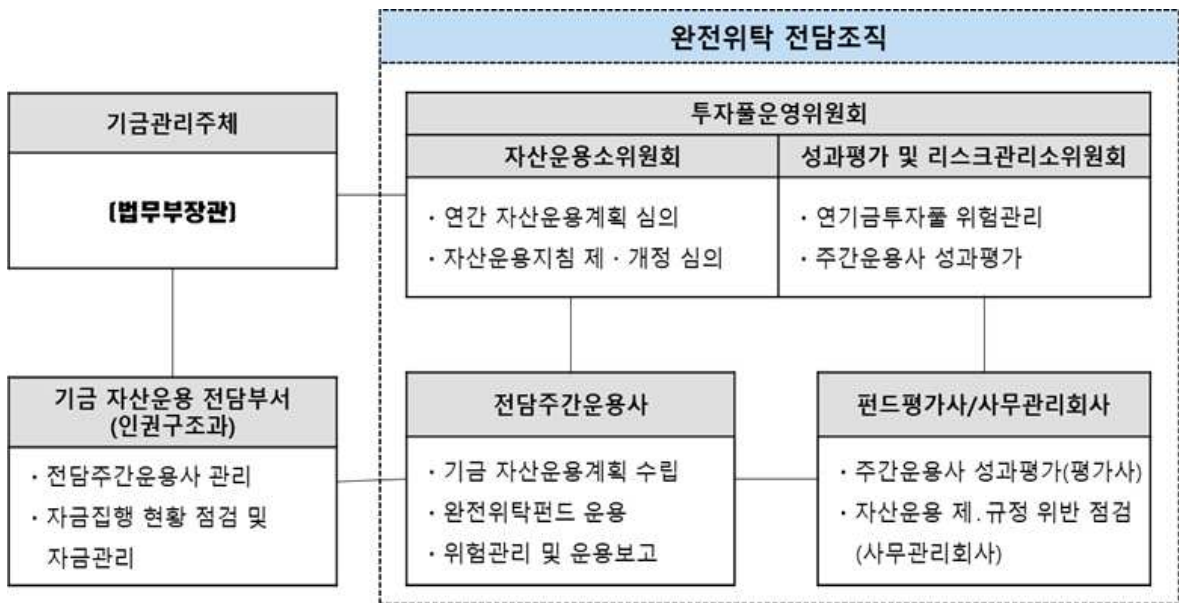 완전위탁 전담조직
기금관리주체
(법무부장관)
투자풀운영위원회
자산운용소위원회
성과평가 및 리스크관리소위원회
· 연간 자산운용계획 심의
· 자산운용지침 제 · 개정 심의
· 연기금투자풀 위험관리
· 주간운용사 성과평가
기금 자산운용 전담부서
(인권구조과)
· 전담주간운용사 관리
· 자금집행 현황 점검 및
자금관리
전담주간운용사
· 기금 자산운용계획 수립
· 완전위탁펀드 운용
· 위험관리 및 운용보고
펀드평가사/사무관리회사
· 주간운용사 성과평가(평가사)
· 자산운용 제.규정 위반 점검
(사무관리회사)